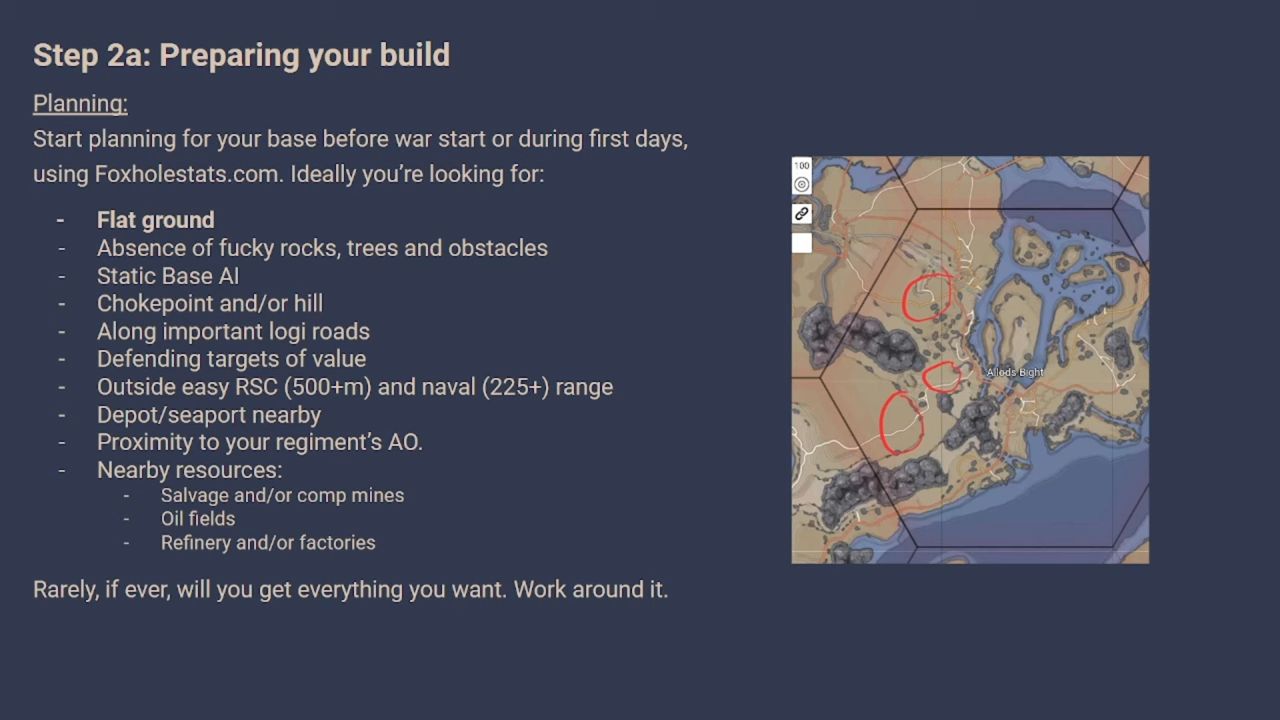 Step 2a: Preparing your build
Planning:
Start planning for your base before war start or during first days,
using Foxholestats.com. Ideally you’re looking for:
- Flat ground
- Absence of fucky rocks, trees and obstacles
- Static Base AI
- Chokepoint and/or hill
- Along important logi roads
- Defending targets of value
- Outside easy RSC (500+m) and naval (225+) range
- Depot/seaport nearby
- Proximity to your regiment’s AO.
- Nearby resources:
- Salvage and/or comp mines
- Oil fields
- Refinery and/or factories
Rarely, if ever, will you get everything you want. Work around it.
100
Allods Bight